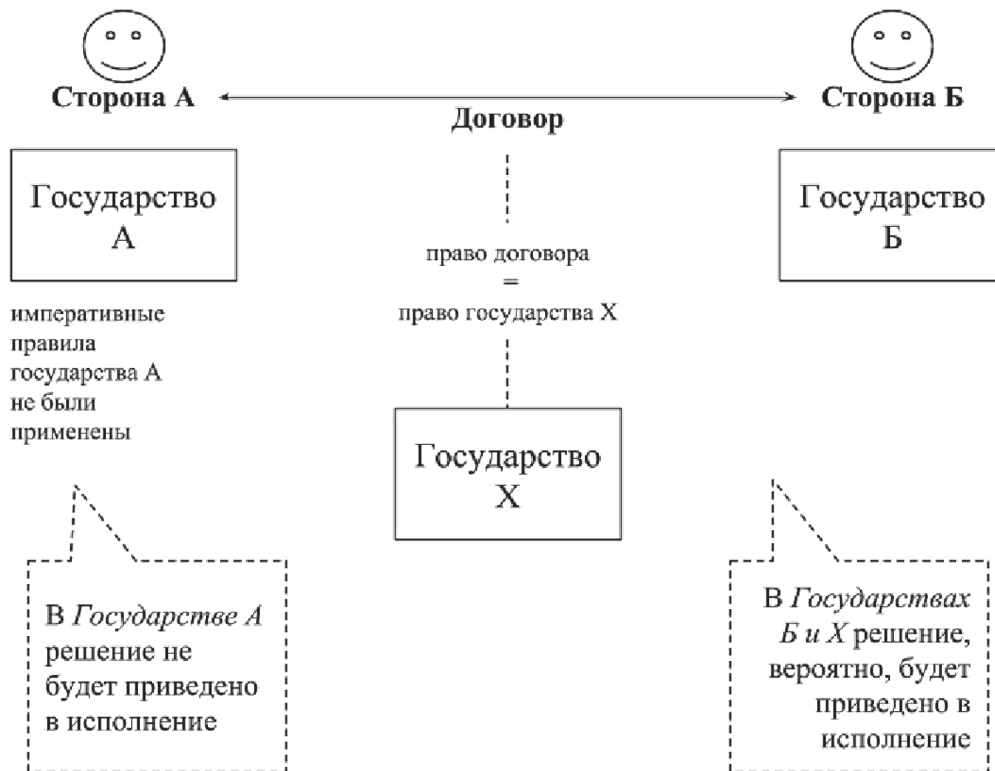 Сторона А
Сторона Б
Договор
Государство
А
Государство
Б
право договора
=
право государства Х
императивные
правила
государства А
не были
применены
Государство
Х
В Государстве А
решение не
будет приведено
в исполнение
В Государствах
Б и Х решение,
вероятно, будет
приведено в
исполнение